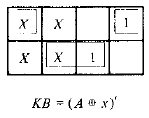 X X 1
X X 1
KB = (A ⊕ x)′